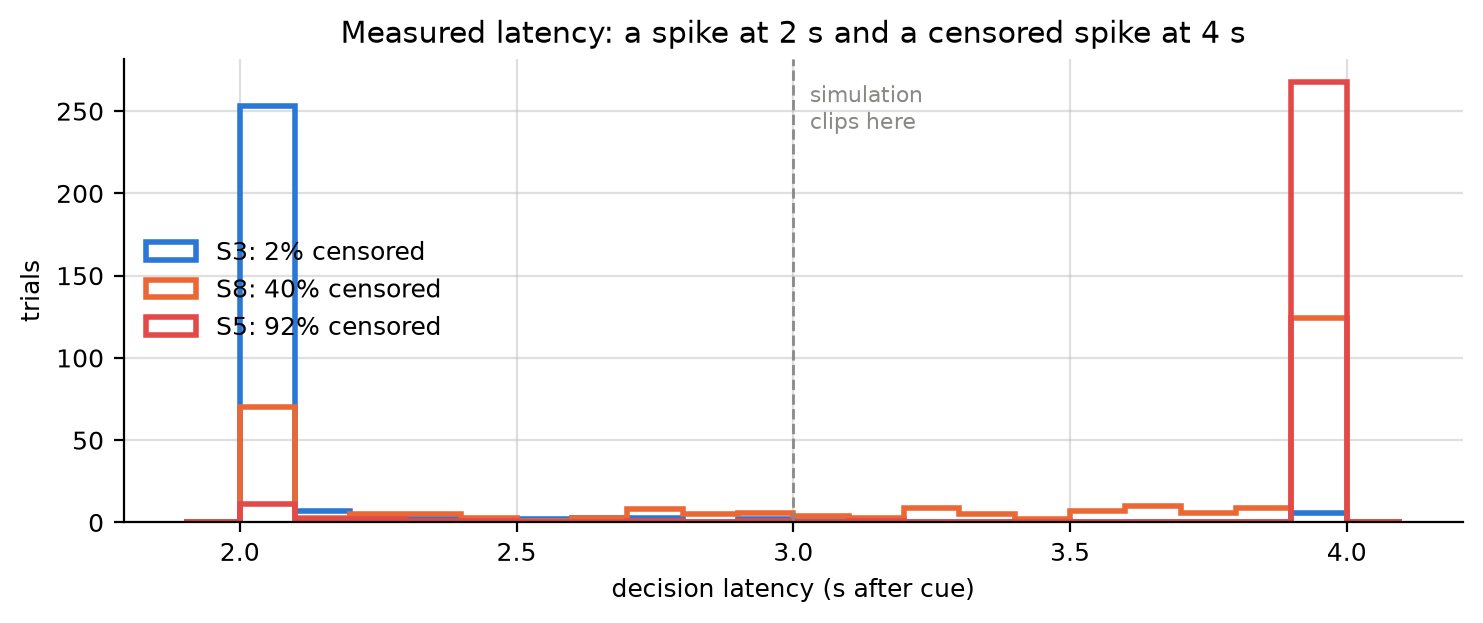 Measured latency: a spike at 2 s and a censored spike at 4 s
simulation
clips here
S3: 2% censored
S8: 40% censored
S5: 92% censored
trials
250
200
150
100
50
0
2.0 2.5 3.0 3.5 4.0
decision latency (s after cue)